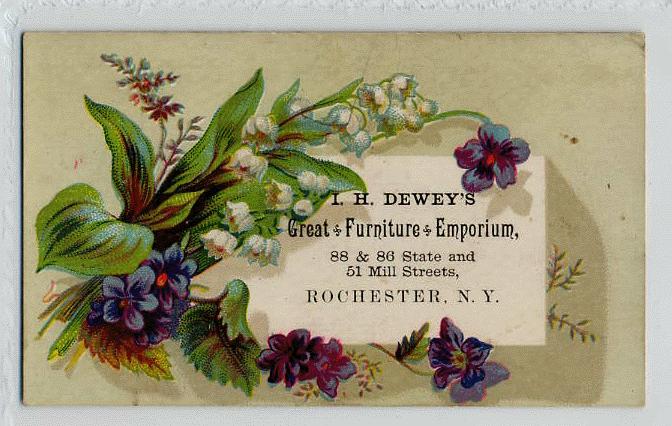 I. H. DEWEY'S
Great Furniture Emporium,
88 & 86 State and
51 Mill Streets,
ROCHESTER, N. Y.